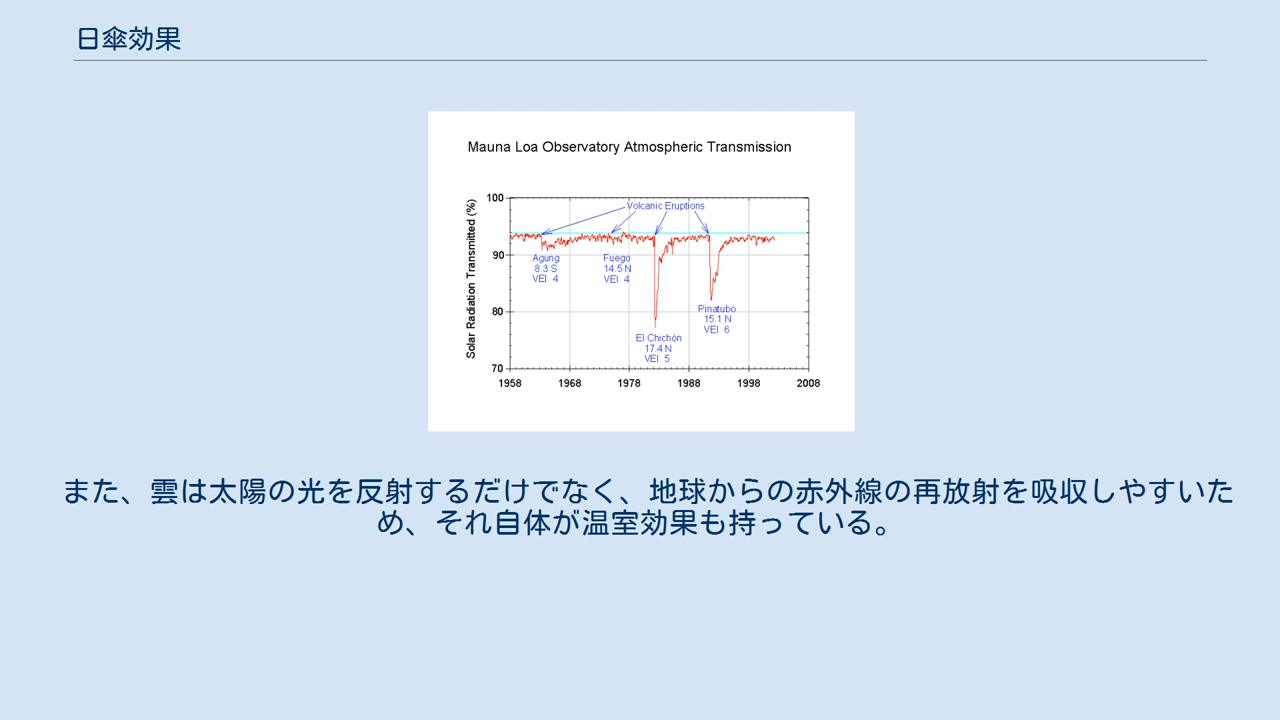 日傘効果
Mauna Loa Observatory Atmospheric Transmission
Solar Radiation Transmitted (%)
100
90
80
70
Volcanic Eruptions
Agung
8.3 S
VEI 4
Fuego
14.5 N
VEI 4
El Chichón
17.4 N
VEI 5
Pinatubo
15.1 N
VEI 6
1958 1968 1978 1988 1998 2008
また、雲は太陽の光を反射するだけでなく、地球からの赤外線の再放射を吸収しやすいた
め、それ自体が温室効果も持っている。